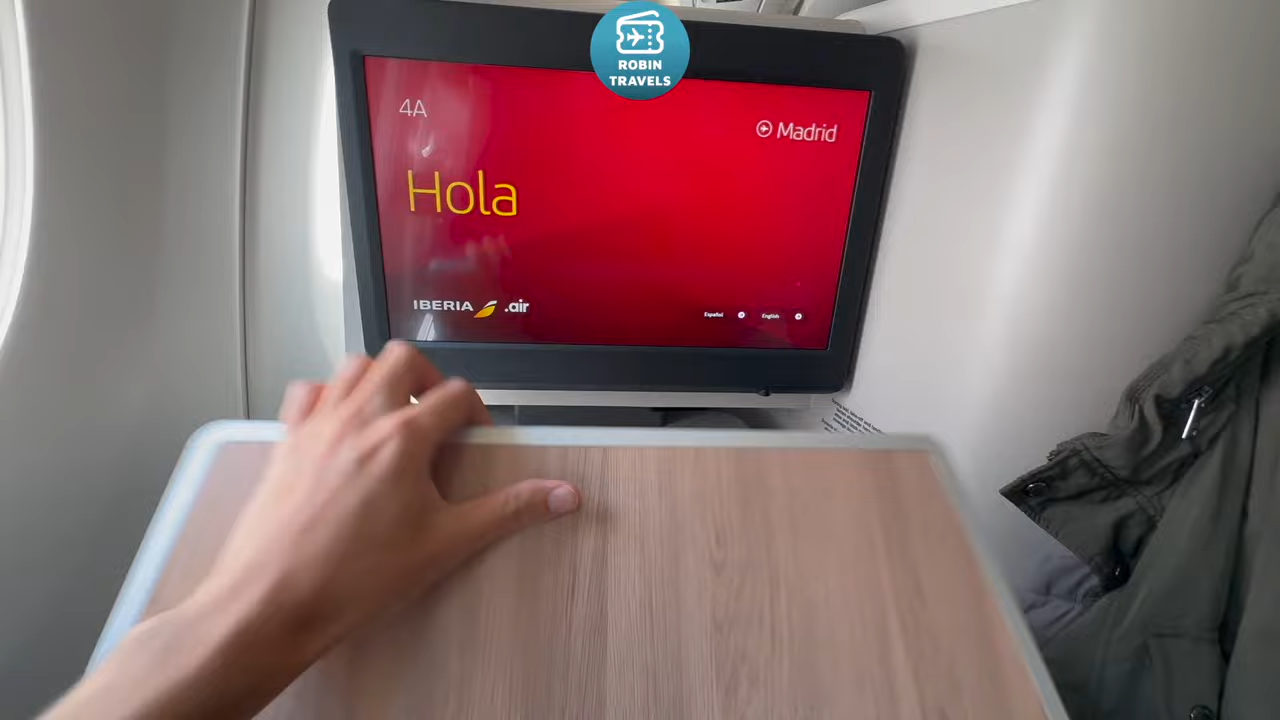 ROBIN
TRAVELS
4A
Madrid
Hola
IBERIA .air
Español English